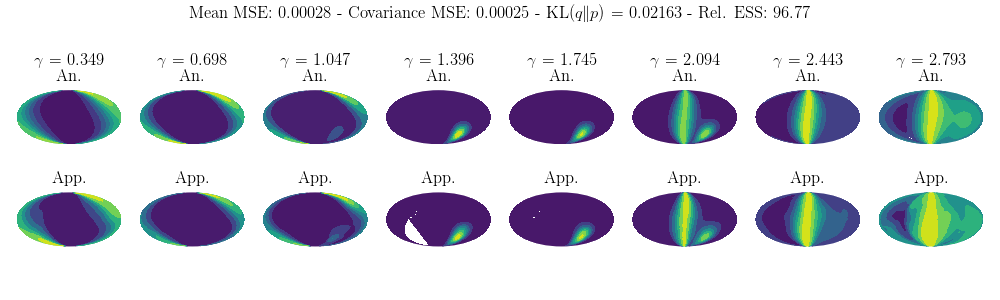 Mean MSE: 0.00028 - Covariance MSE: 0.00025 - KL(q∥p) = 0.02163 - Rel. ESS: 96.77
γ = 0.349 γ = 0.698 γ = 1.047 γ = 1.396 γ = 1.745 γ = 2.094 γ = 2.443 γ = 2.793
An. An. An. An. An. An. An. An.
App. App. App. App. App. App. App. App.